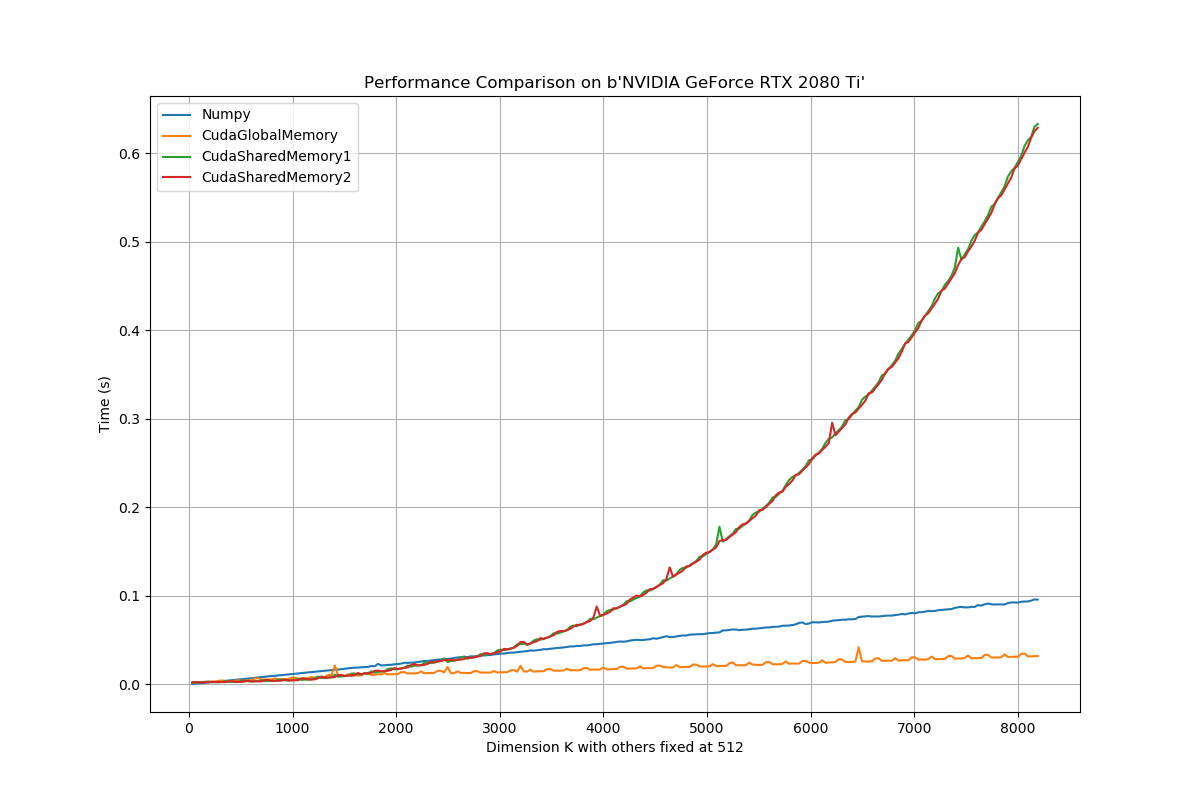 Performance Comparison on b'NVIDIA GeForce RTX 2080 Ti'
Numpy
CudaGlobalMemory
CudaSharedMemory1
CudaSharedMemory2
Time (s)
0.6
0.5
0.4
0.3
0.2
0.1
0.0
0 1000 2000 3000 4000 5000 6000 7000 8000
Dimension K with others fixed at 512